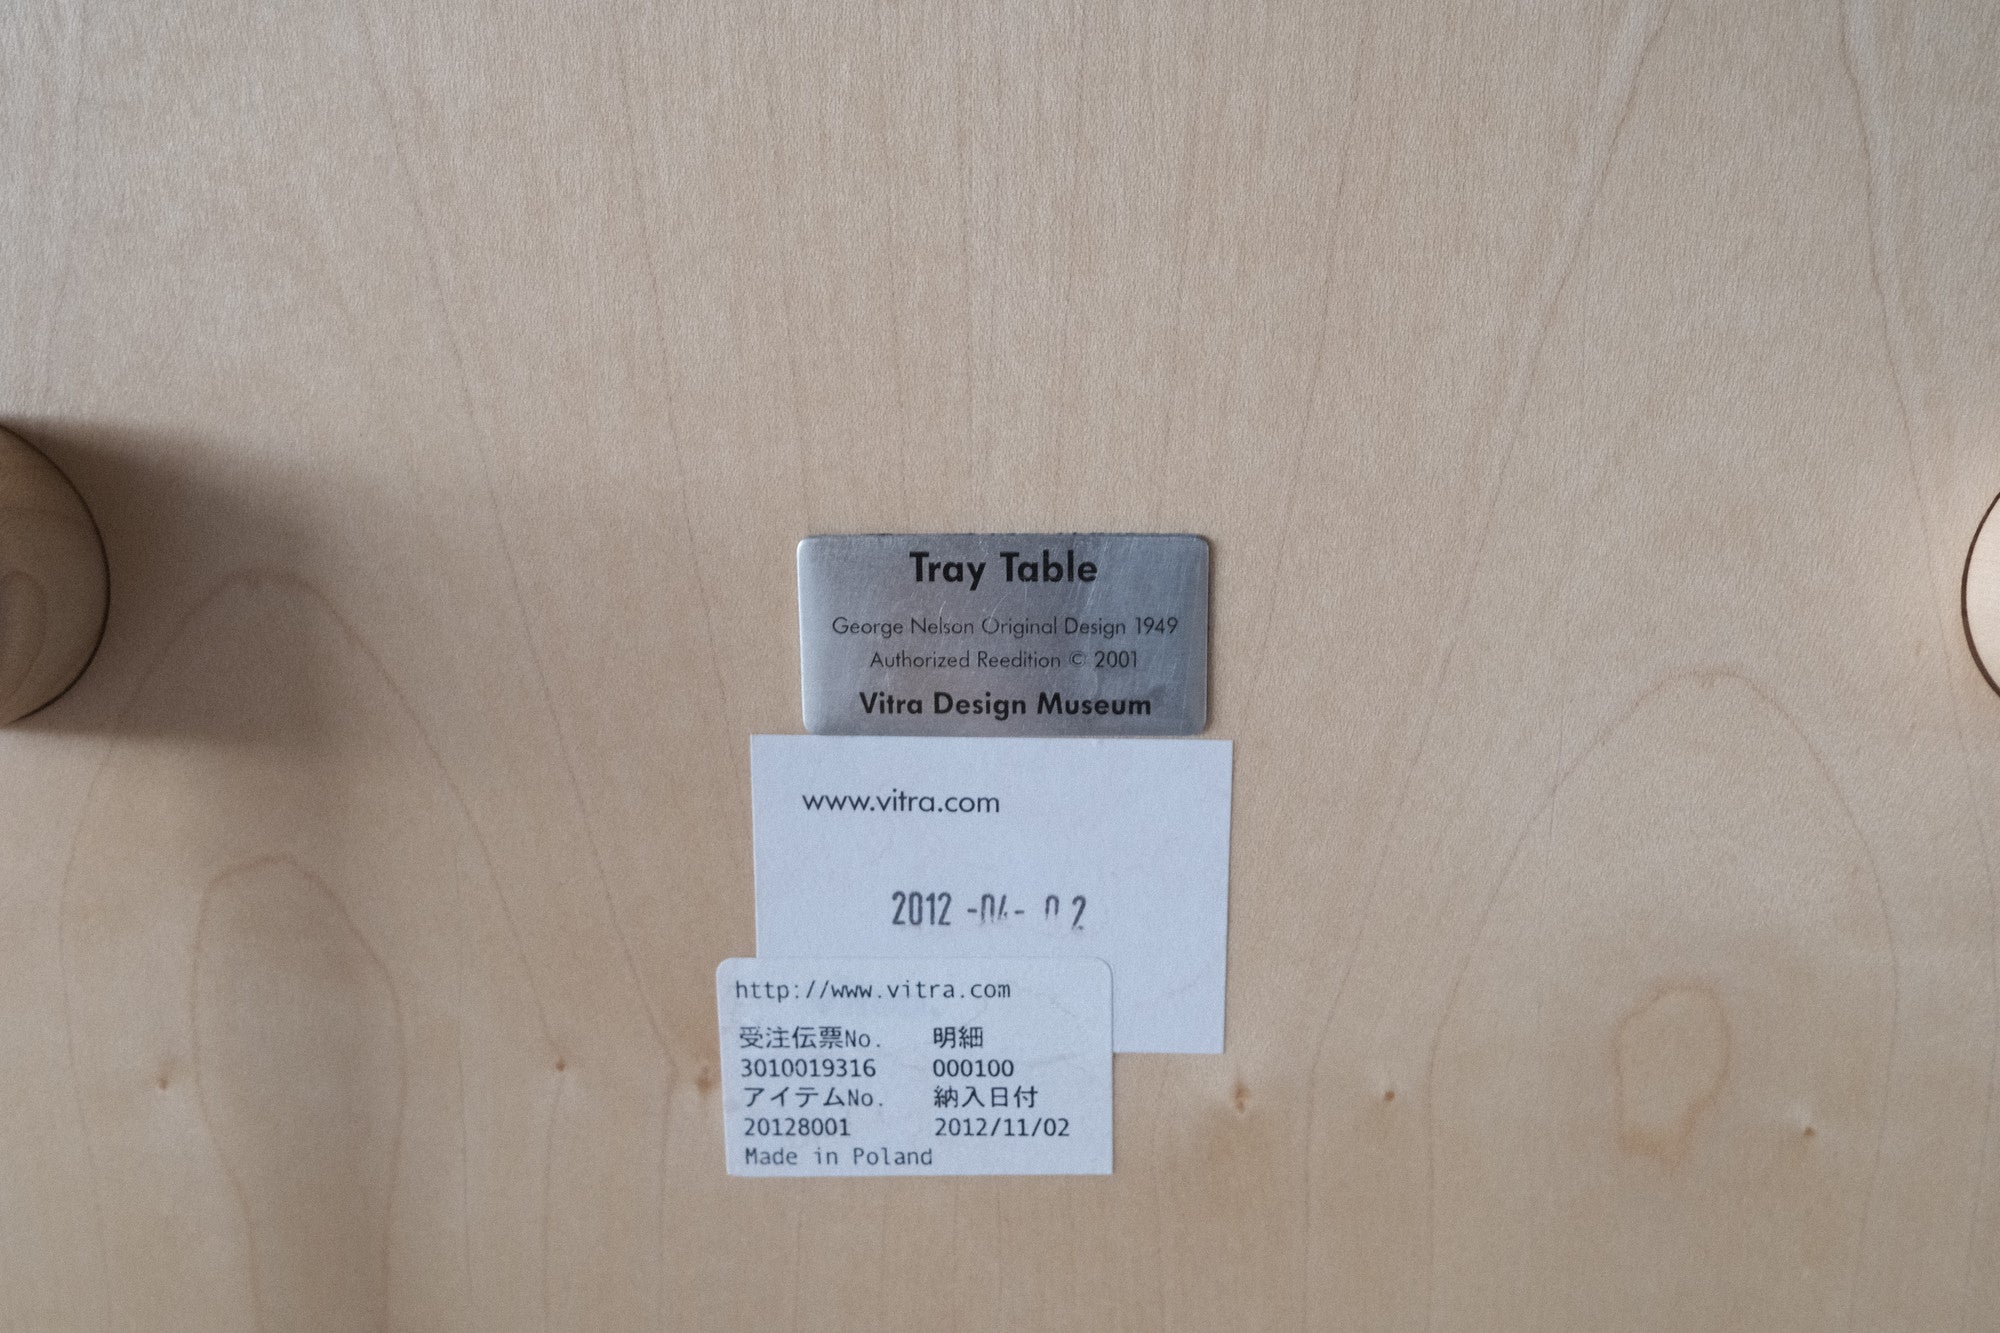 Tray Table
George Nelson Original Design 1949
Authorized Reedition © 2001
Vitra Design Museum
www.vitra.com
2012 -04- 02
http://www.vitra.com
受注伝票No. 明細
3010019316 000100
アイテムNo. 納入日付
20128001 2012/11/02
Made in Poland